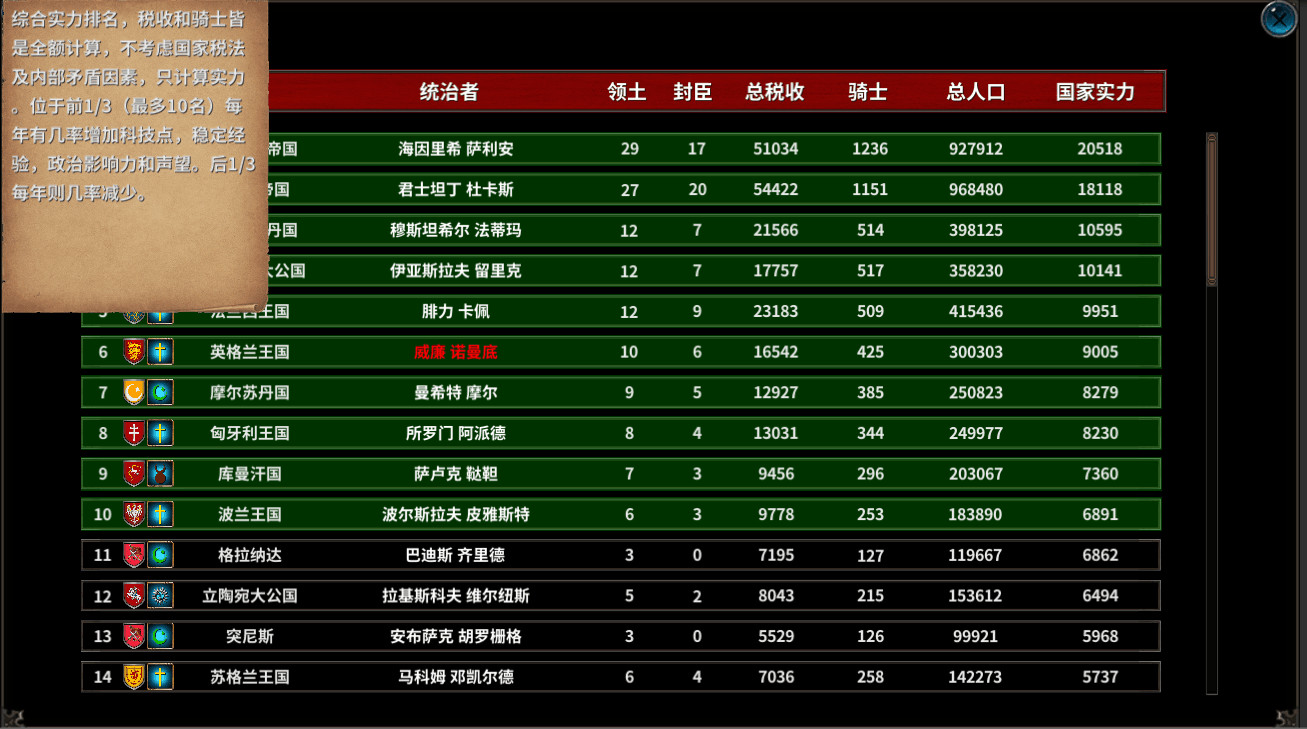 综合实力排名，税收和骑士皆
是全额计算，不考虑国家税法
及内部矛盾因素，只计算实力
。位于前1/3（最多10名）每
年有几率增加科技点，稳定经
验，政治影响力和声望。后1/3
每年则几率减少。
统治者 领土 封臣 总税收 骑士 总人口 国家实力
帝国 海因里希 萨利安 29 17 51034 1236 927912 20518
帝国 君士坦丁 杜卡斯 27 20 54422 1151 968480 18118
丹国 穆斯坦希尔 法蒂玛 12 7 21566 514 398125 10595
大公国 伊亚斯拉夫 留里克 12 7 17757 517 358230 10141
5 法兰西王国 腓力 卡佩 12 9 23183 509 415436 9951
6 英格兰王国 威廉 诺曼底 10 6 16542 425 300303 9005
7 摩尔苏丹国 曼希特 摩尔 9 5 12927 385 250823 8279
8 匈牙利王国 所罗门 阿派德 8 4 13031 344 249977 8230
9 库曼汗国 萨卢克 鞑靼 7 3 9456 296 203067 7360
10 波兰王国 波尔斯拉夫 皮雅斯特 6 3 9778 253 183890 6891
11 格拉纳达 巴迪斯 齐里德 3 0 7195 127 119667 6862
12 立陶宛大公国 拉基斯科夫 维尔纽斯 5 2 8043 215 153612 6494
13 突尼斯 安布萨克 胡罗栅格 3 0 5529 126 99921 5968
14 苏格兰王国 马科姆 邓凯尔德 6 4 7036 258 142273 5737